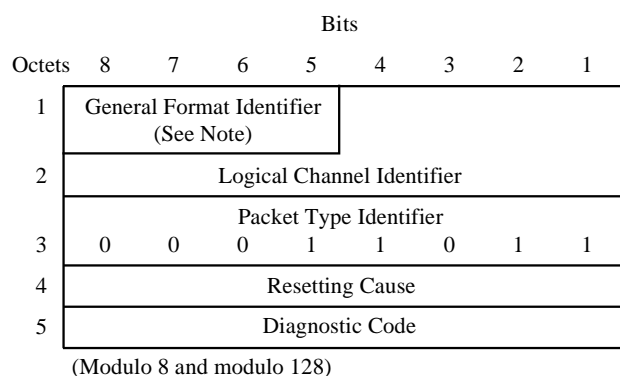 Bits
Octets 8 7 6 5 4 3 2 1
1 General Format Identifier
(See Note)
2 Logical Channel Identifier
Packet Type Identifier
3 0 0 0 1 1 0 1 1
4 Resetting Cause
5 Diagnostic Code
(Modulo 8 and modulo 128)